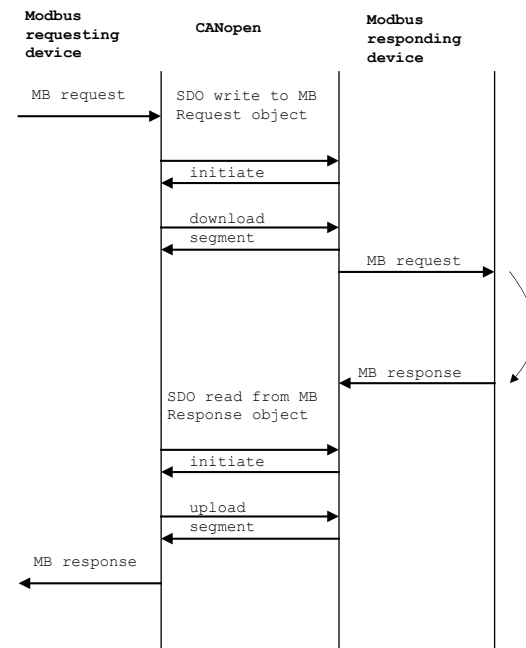 Modbus
requesting
device
CANopen
Modbus
responding
device
MB request
SDO write to MB
Request object
initiate
download
segment
MB request
MB response
SDO read from MB
Response object
initiate
upload
segment
MB response